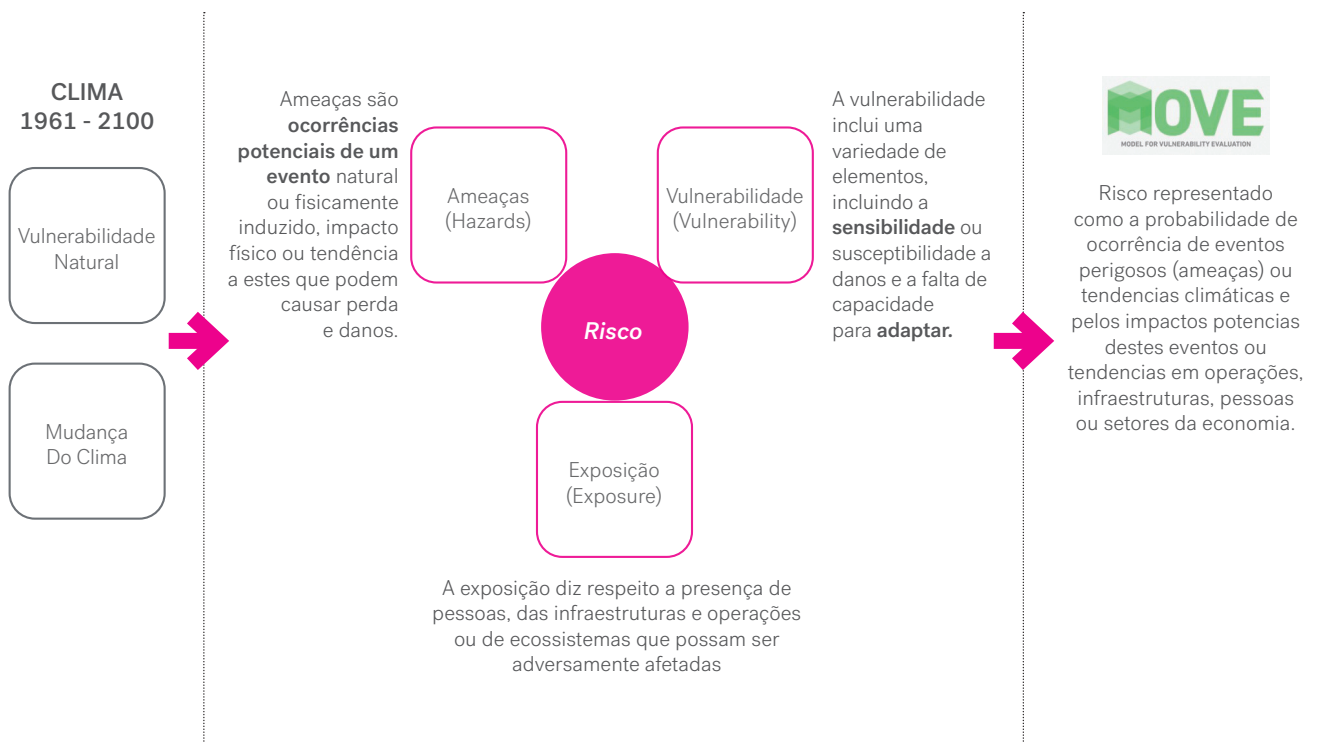 CLIMA
1961 - 2100
Vulnerabilidade
Natural
Mudança
Do Clima
Ameaças são
ocorrências
potenciais de um
evento natural
ou fisicamente
induzido, impacto
físico ou tendência
a estes que podem
causar perda
e danos.
Ameaças
(Hazards)
Vulnerabilidade
(Vulnerability)
Risco
Exposição
(Exposure)
A exposição diz respeito a presença de
pessoas, das infraestruturas e operações
ou de ecossistemas que possam ser
adversamente afetadas
A vulnerabilidade
inclui uma
variedade de
elementos,
incluindo a
sensibilidade ou
susceptibilidade a
danos e a falta de
capacidade
para adaptar.
MOVE
MODEL FOR VULNERABILITY EVALUATION
Risco representado
como a probabilidade de
ocorrência de eventos
perigosos (ameaças) ou
tendencias climáticas e
pelos impactos potencias
destes eventos ou
tendencias em operações,
infraestruturas, pessoas
ou setores da economia.